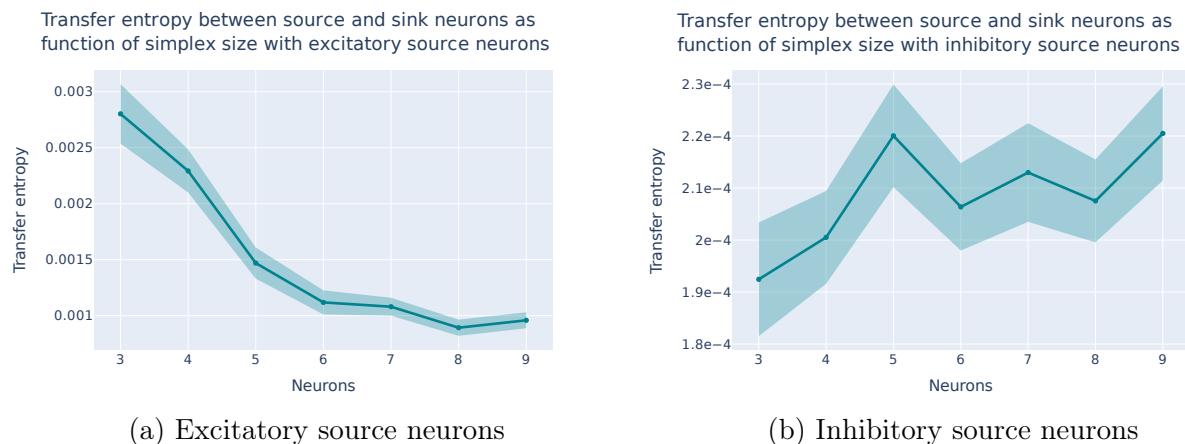 Transfer entropy between source and sink neurons as
function of simplex size with excitatory source neurons
0.003
0.0025
0.002
0.0015
0.001
Transfer entropy
3 4 5 6 7 8 9
Neurons
(a) Excitatory source neurons
Transfer entropy between source and sink neurons as
function of simplex size with inhibitory source neurons
2.3e−4
2.2e−4
2.1e−4
2e−4
1.9e−4
1.8e−4
Transfer entropy
3 4 5 6 7 8 9
Neurons
(b) Inhibitory source neurons